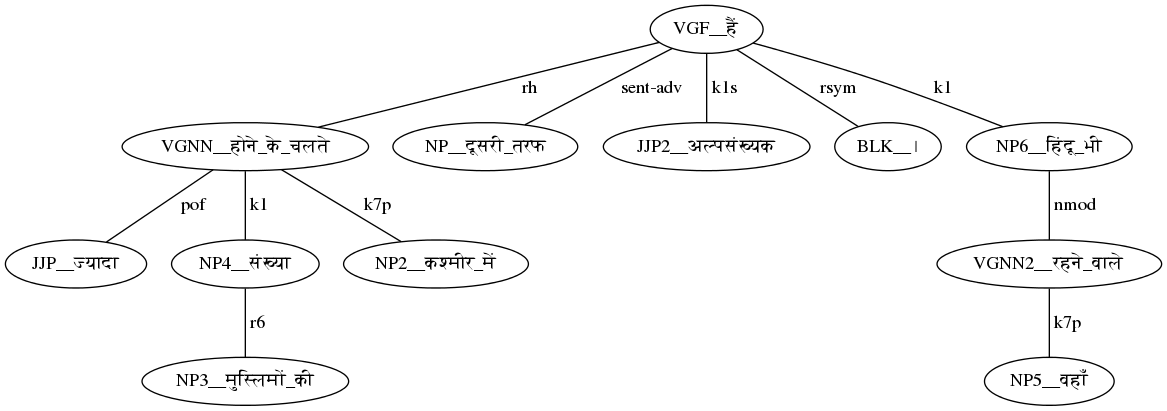 VGF__हैं
rh sent-adv k1s rsym k1
VGNN__होने_के_चलते NP__दूसरी_तरफ JJP2__अल्पसंख्यक BLK__। NP6__हिंदू_भी
pof k1 k7p nmod
JJP__ज्यादा NP4__संख्या NP2__कश्मीर_में VGNN2__रहने_वाले
r6 k7p
NP3__मुस्लिमों_की NP5__वहाँ